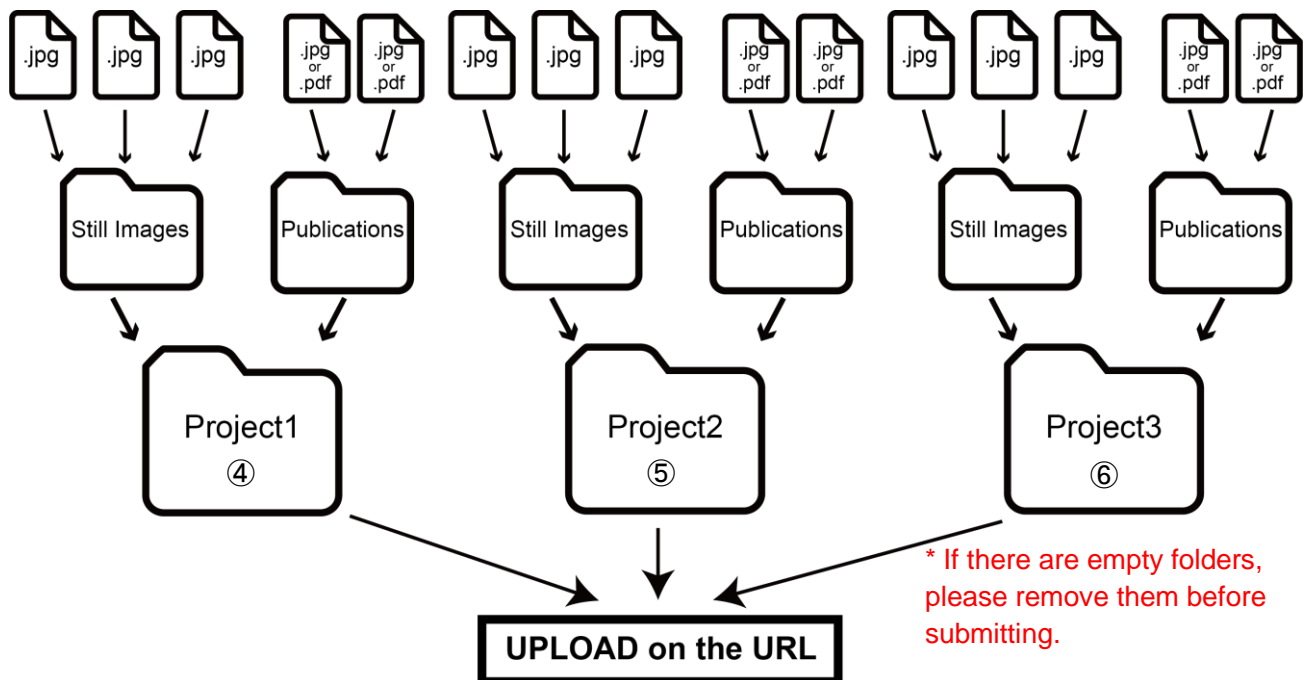 .jpg
.jpg
.jpg
.jpg
or
.pdf
.jpg
or
.pdf
.jpg
.jpg
.jpg
.jpg
or
.pdf
.jpg
or
.pdf
.jpg
.jpg
.jpg
.jpg
or
.pdf
.jpg
or
.pdf
Still Images
Publications
Still Images
Publications
Still Images
Publications
Project1
④
Project2
⑤
Project3
⑥
* If there are empty folders,
please remove them before
submitting.
UPLOAD on the URL